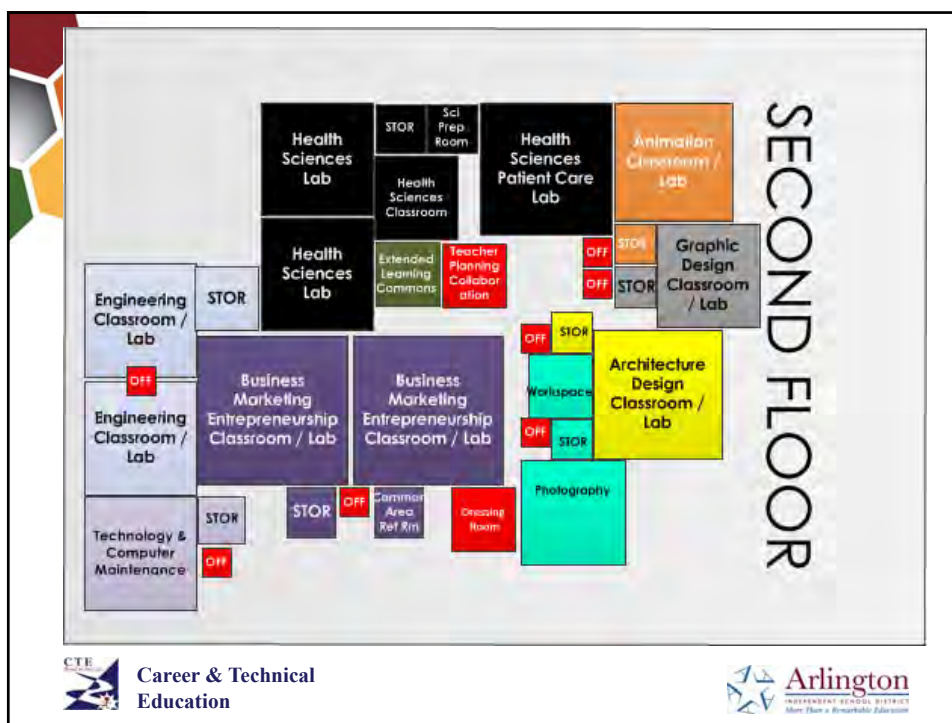 SECOND FLOOR
Health
Sciences
Lab
STOR
Sci
Prep
Room
Health
Sciences
Patient Care
Lab
Animation
Classroom /
Lab
Health
Sciences
Classroom
Health
Sciences
Lab
Extended
Learning
Commons
Teacher
Planning
Collabor
ation
OFF
STOR
OFF
STOR
Graphic
Design
Classroom
/ Lab
Engineering
Classroom /
Lab
STOR
OFF
Engineering
Classroom /
Lab
Business
Marketing
Entrepreneurship
Classroom / Lab
Business
Marketing
Entrepreneurship
Classroom / Lab
OFF
STOR
Workspace
OFF
STOR
Architecture
Design
Classroom /
Lab
Photography
Technology &
Computer
Maintenance
STOR
OFF
STOR
OFF
Common
Area
Ref Rm
Dressing
Room
CTE
Career & Technical
Education
Arlington
INDEPENDENT SCHOOL DISTRICT
More Than a Remarkable Education